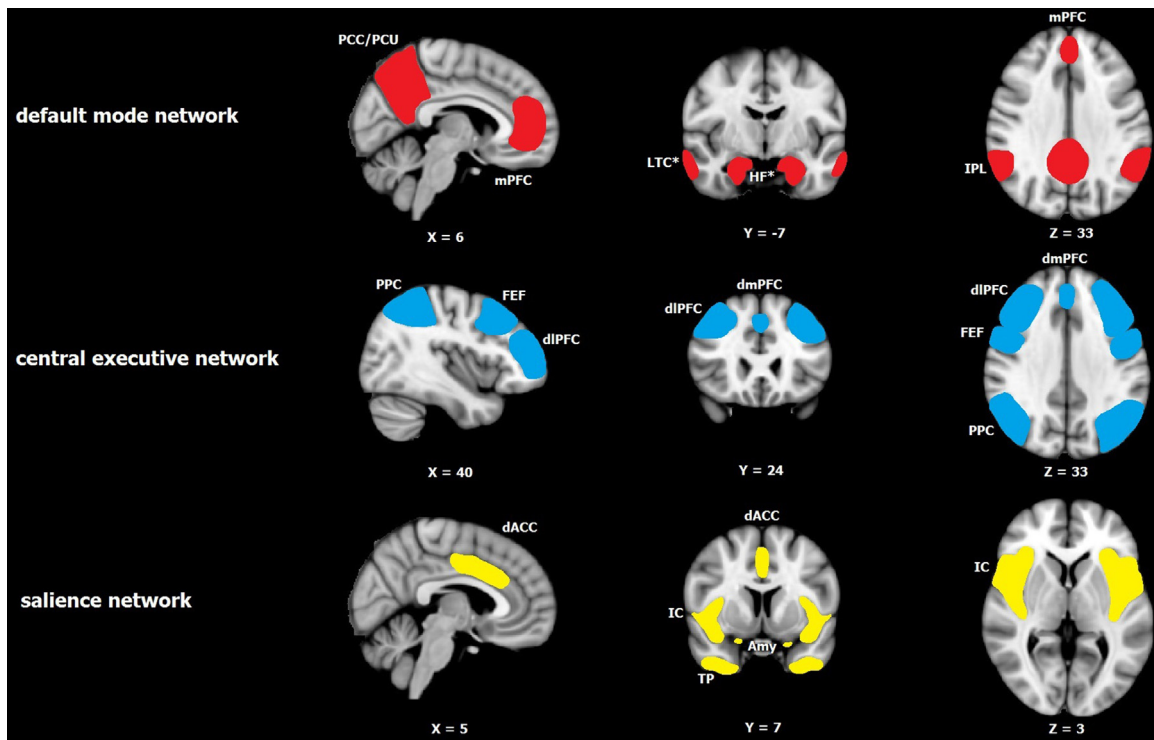 mPFC
PCC/PCU
default mode network
LTC*
HF*
IPL
mPFC
X = 6
Y = -7
Z = 33
dmPFC
PPC
FEF
dmPFC
dlPFC
dlPFC
dlPFC
FEF
central executive network
PPC
X = 40
Y = 24
Z = 33
dACC
dACC
IC
salience network
IC
Amy
TP
X = 5
Y = 7
Z = 3